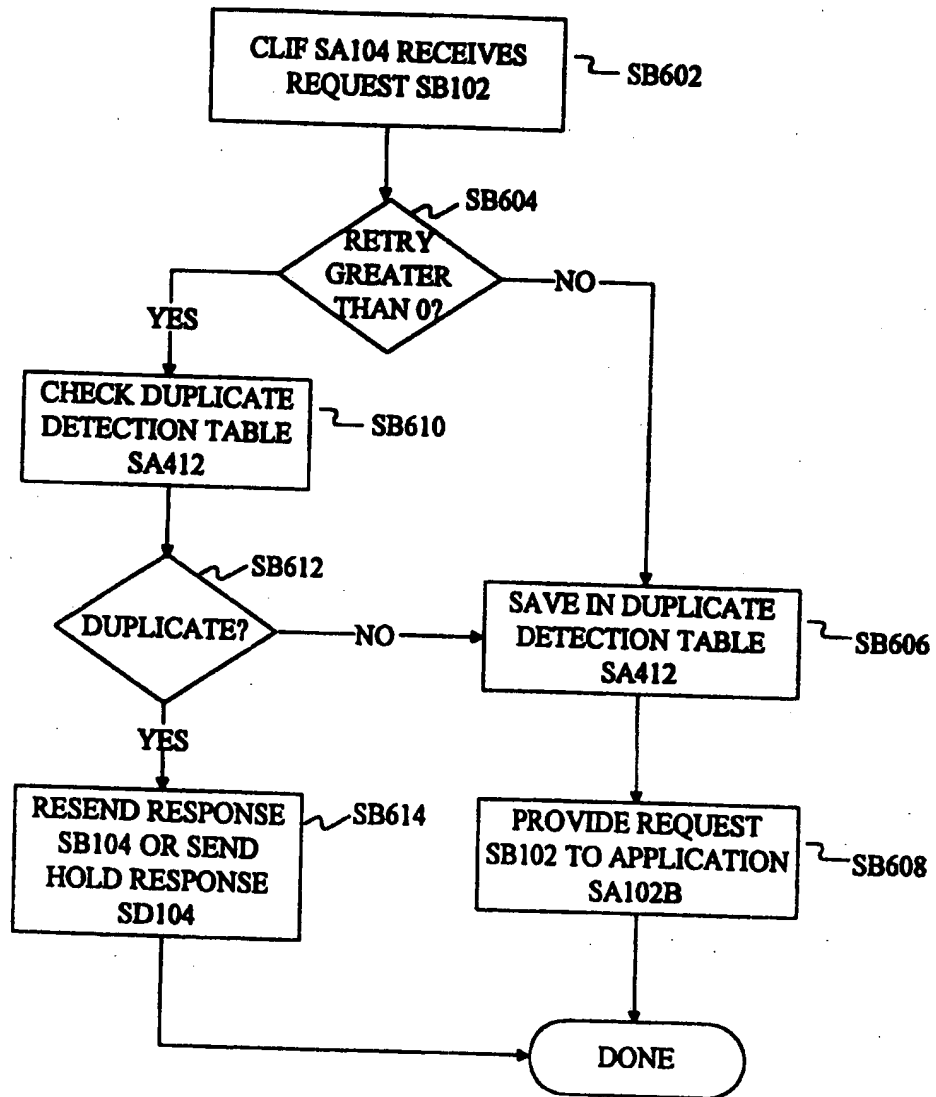 CLIF SA104 RECEIVES
REQUEST SB102
SB602
SB604
RETRY
GREATER
THAN 0?
NO
YES
CHECK DUPLICATE
DETECTION TABLE
SA412
SB610
SB612
DUPLICATE?
NO
SAVE IN DUPLICATE
DETECTION TABLE
SA412
SB606
YES
RESEND RESPONSE
SB104 OR SEND
HOLD RESPONSE
SD104
SB614
PROVIDE REQUEST
SB102 TO APPLICATION
SA102B
SB608
DONE